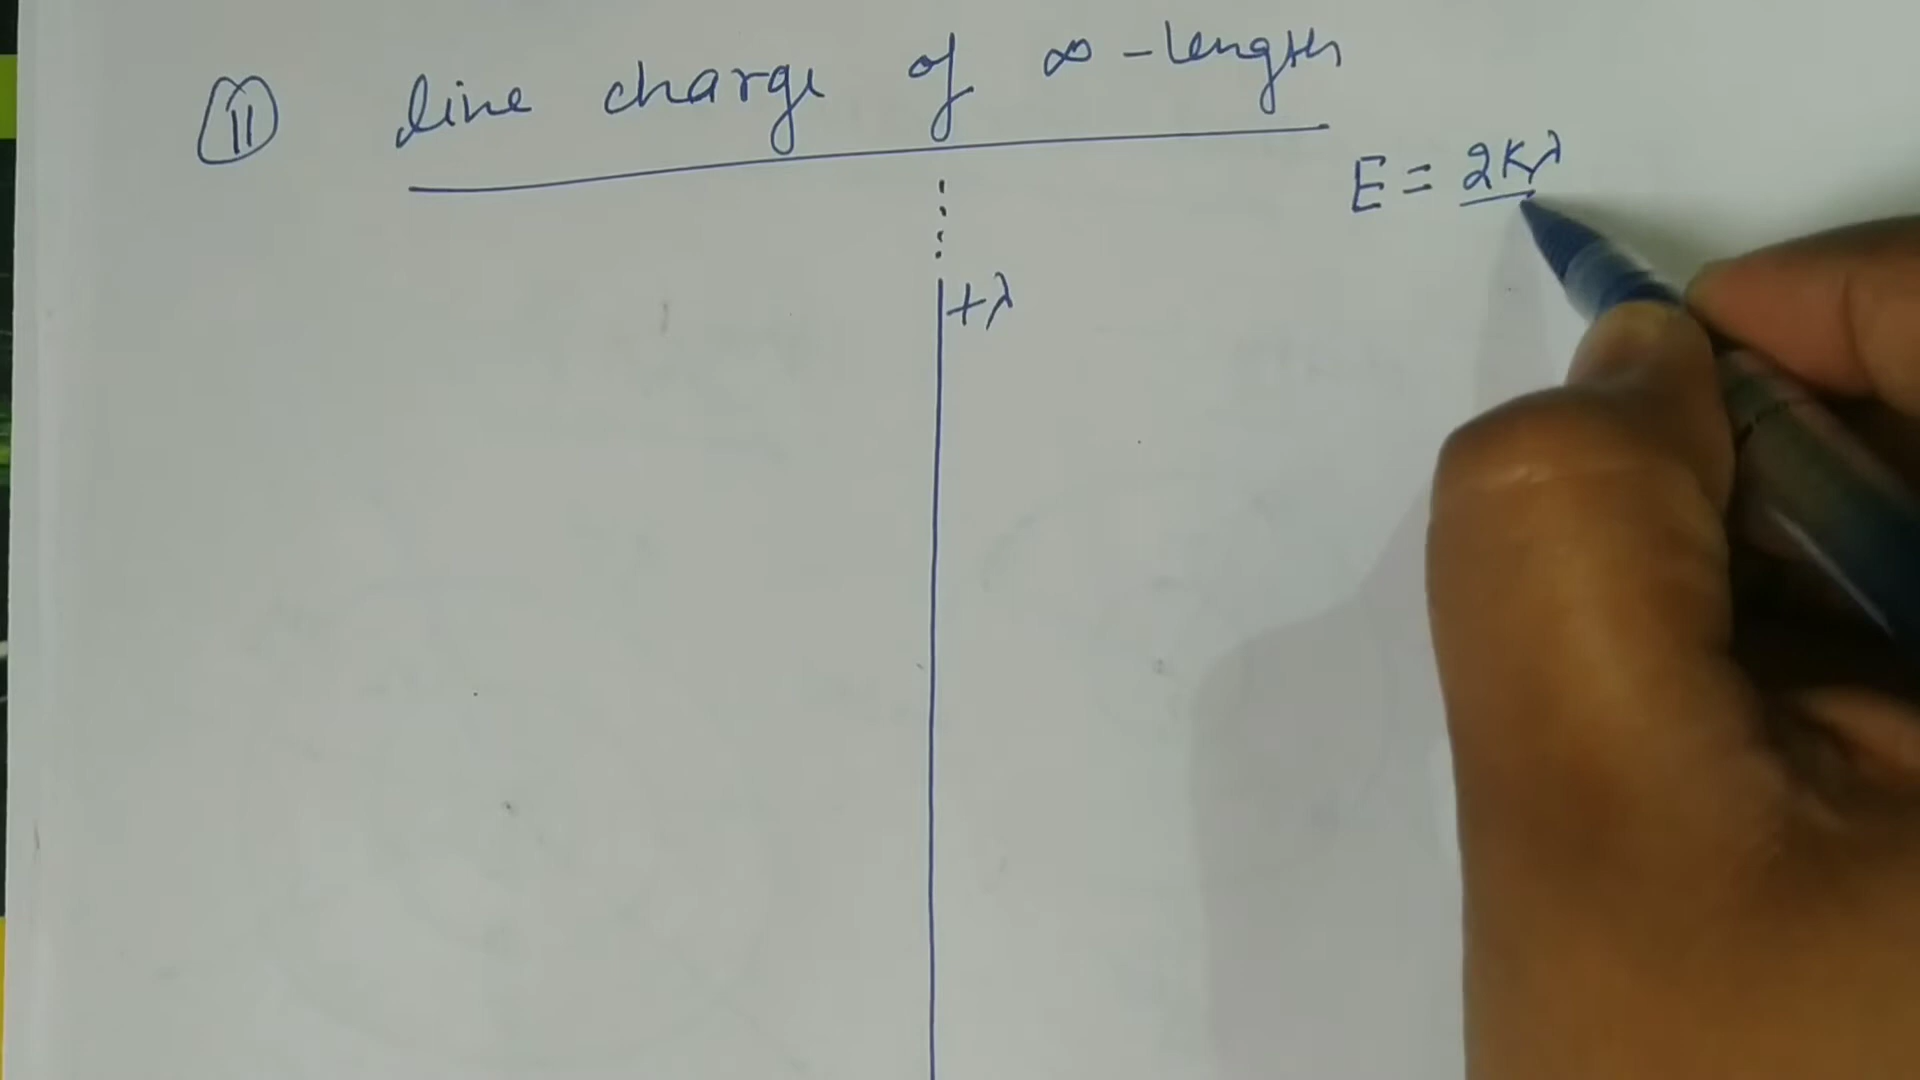 (11) line charge of ∞ - length
E = 2Kλ
+λ